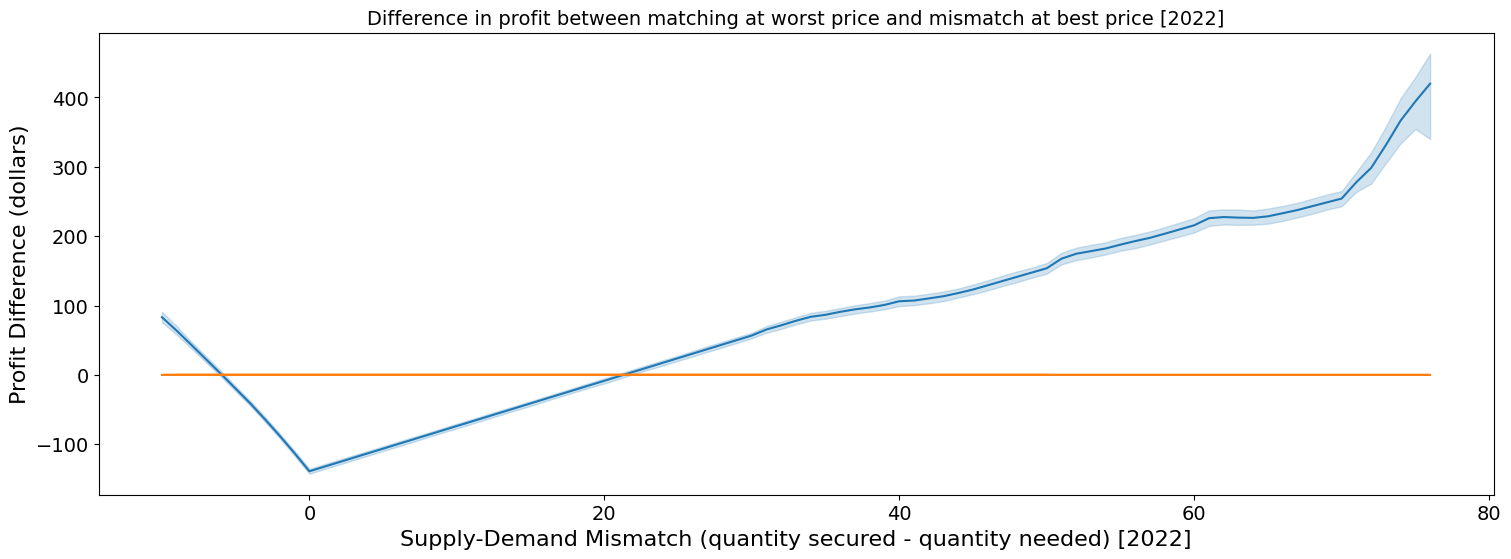 Difference in profit between matching at worst price and mismatch at best price [2022]
Profit Difference (dollars)
400
300
200
100
0
−100
0 20 40 60 80
Supply-Demand Mismatch (quantity secured - quantity needed) [2022]